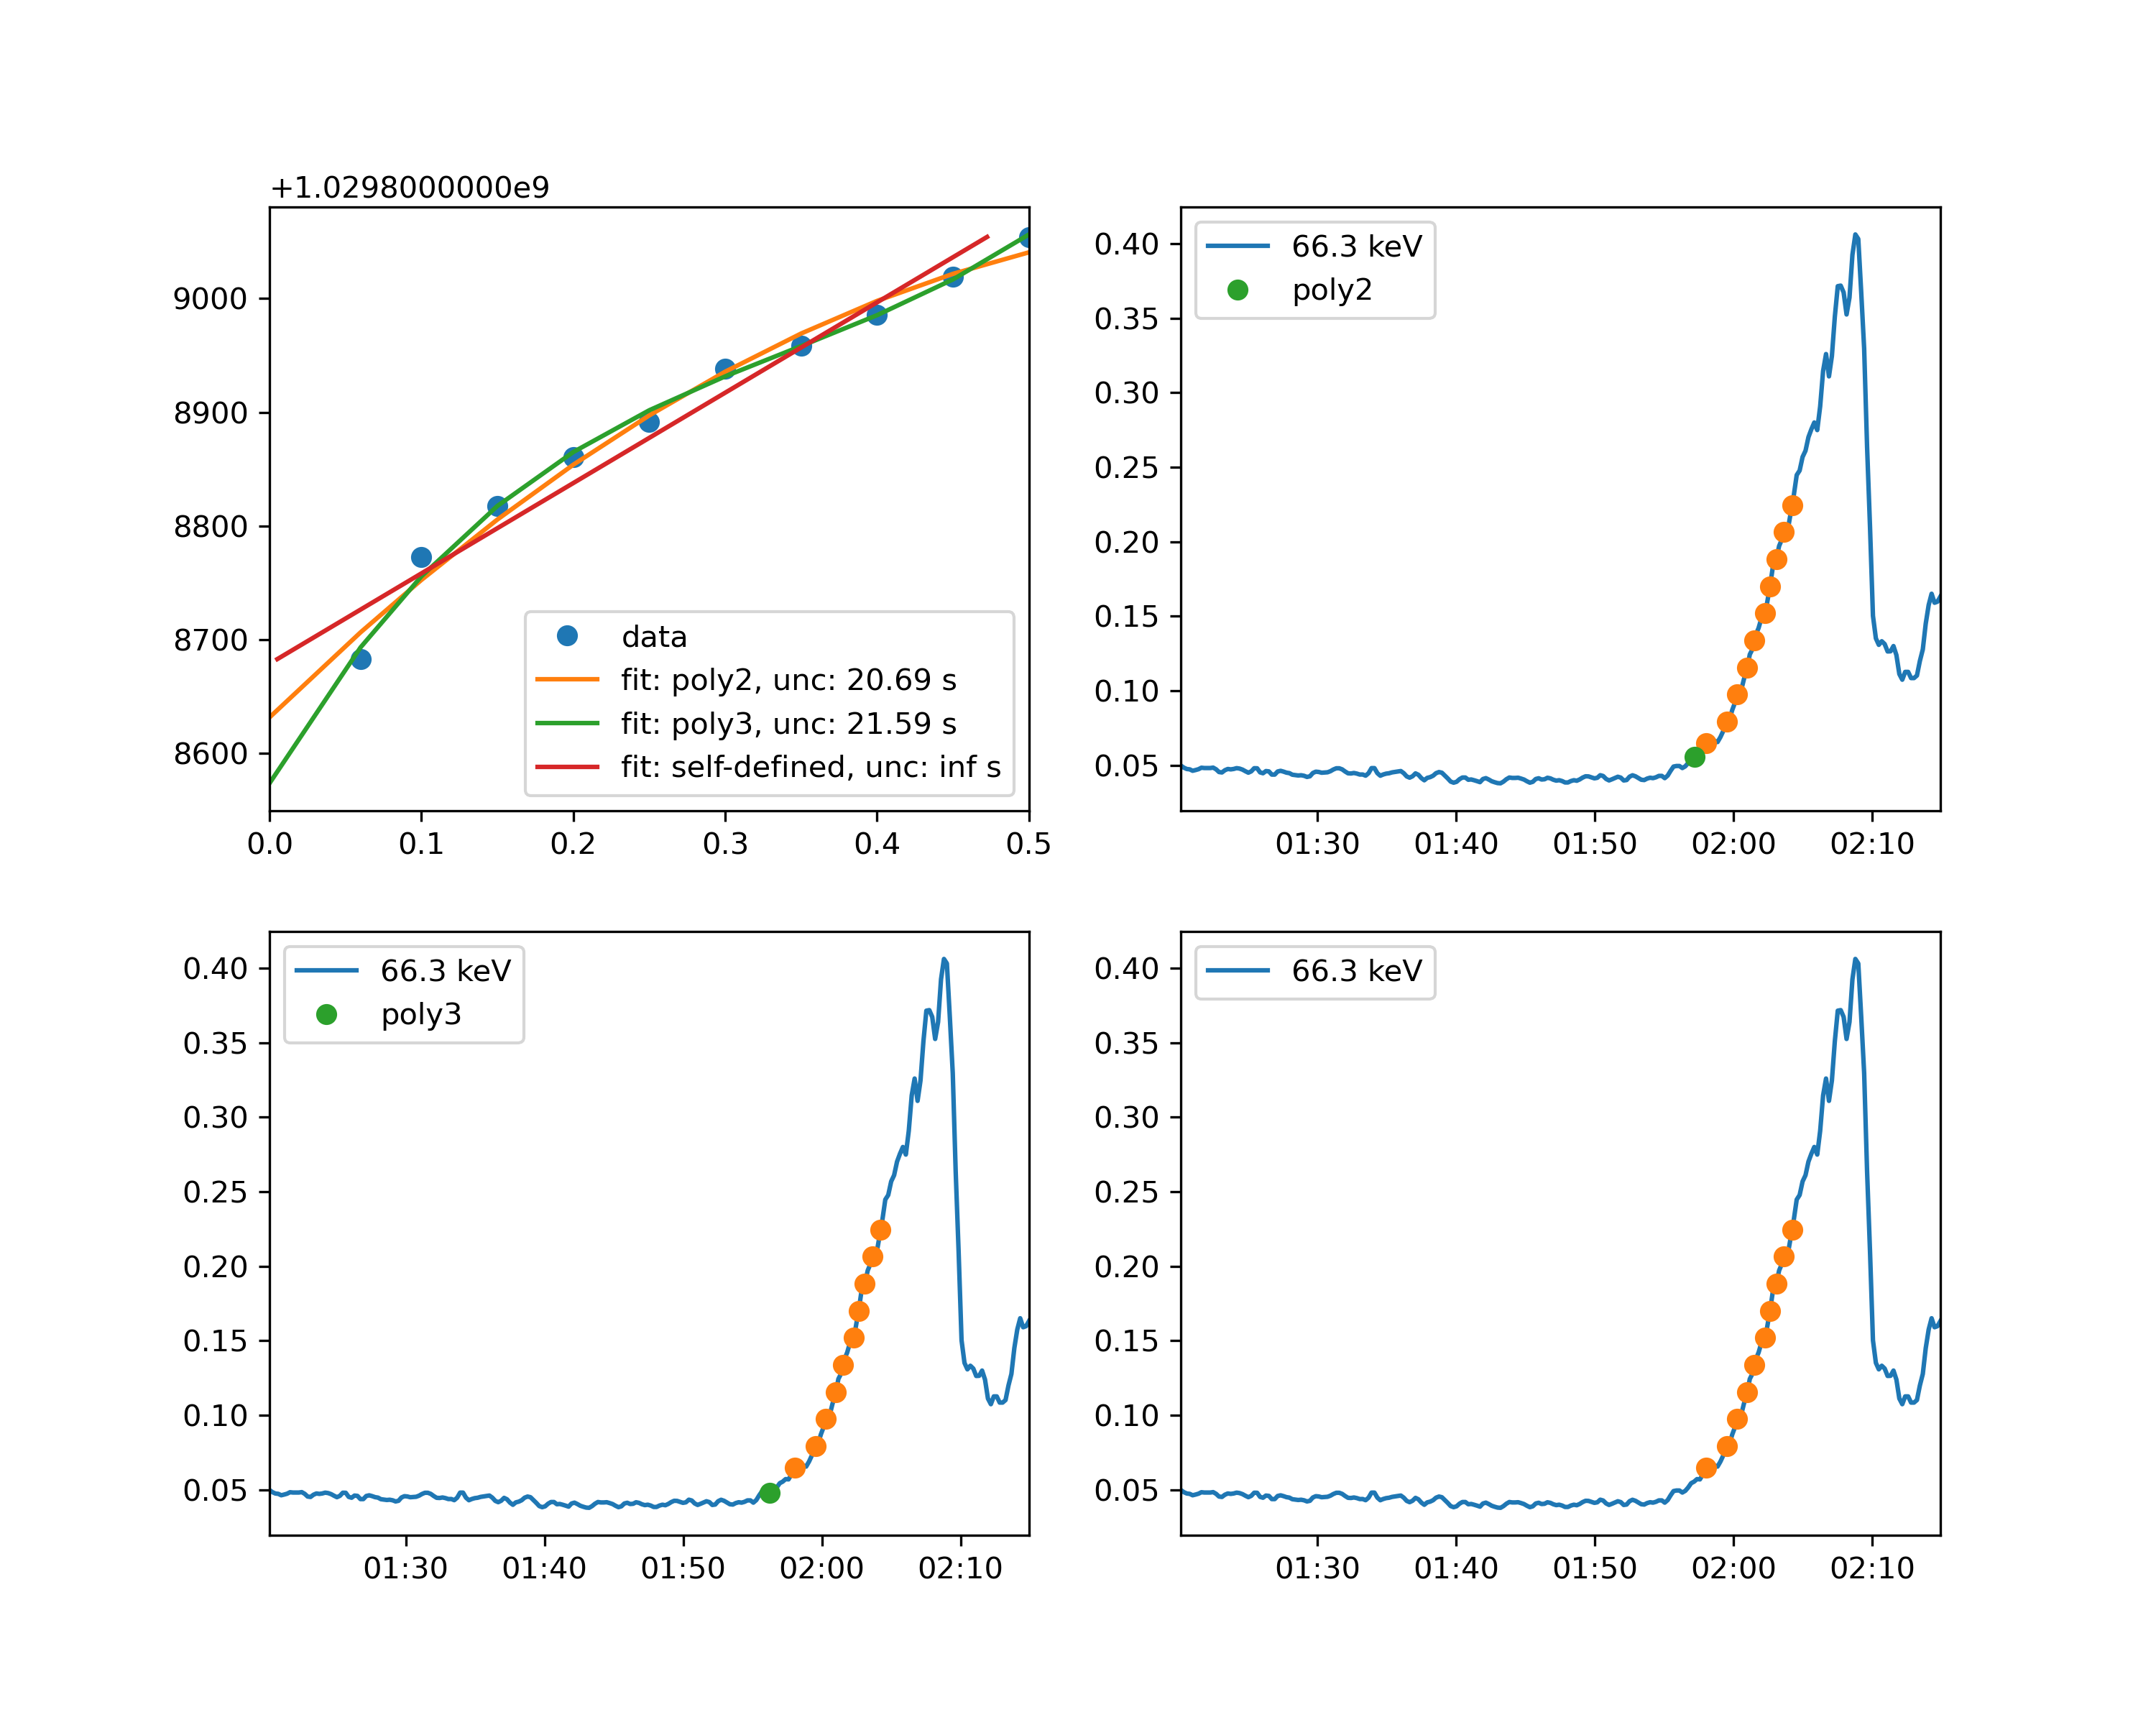 +1.0298000000e9
9000
8900
8800
8700
8600
0.0 0.1 0.2 0.3 0.4 0.5
data
fit: poly2, unc: 20.69 s
fit: poly3, unc: 21.59 s
fit: self-defined, unc: inf s
0.40
0.35
0.30
0.25
0.20
0.15
0.10
0.05
01:30 01:40 01:50 02:00 02:10
66.3 keV
poly2
0.40
0.35
0.30
0.25
0.20
0.15
0.10
0.05
01:30 01:40 01:50 02:00 02:10
66.3 keV
poly3
0.40
0.35
0.30
0.25
0.20
0.15
0.10
0.05
01:30 01:40 01:50 02:00 02:10
66.3 keV